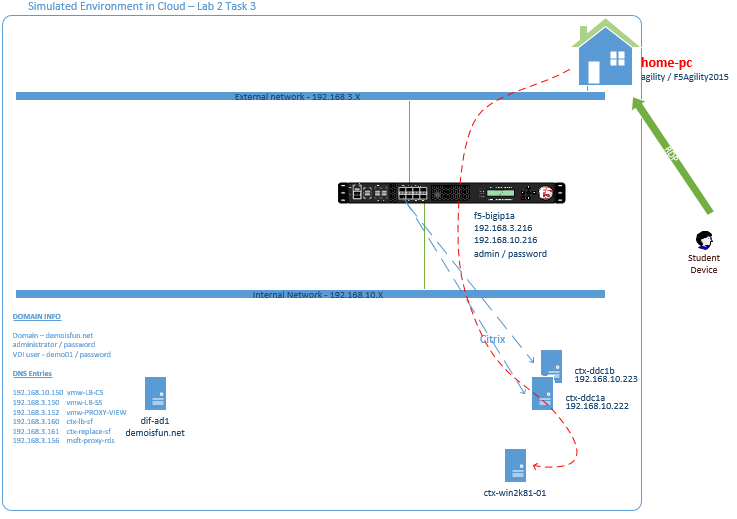 Simulated Environment in Cloud – Lab 2 Task 3
home-pc
agility / F5Agility2015
External network - 192.168.3.X
RDP
f5-bigip1a
192.168.3.216
192.168.10.216
admin / password
Student
Device
Internal Network - 192.168.10.X
DOMAIN INFO
Domain – demoisfun.net
administrator / password
VDI user - demo01 / password
DNS Entries
192.168.10.150 vmw-LB-CS
192.168.3.150 vmw-LB-SS
192.168.3.152 vmw-PROXY-VIEW
192.168.3.160 ctx-lb-sf
192.168.3.161 ctx-replace-sf
192.168.3.156 msft-proxy-rds
dif-ad1
demoisfun.net
Citrix
ctx-ddc1b
192.168.10.223
ctx-ddc1a
192.168.10.222
ctx-win2k81-01